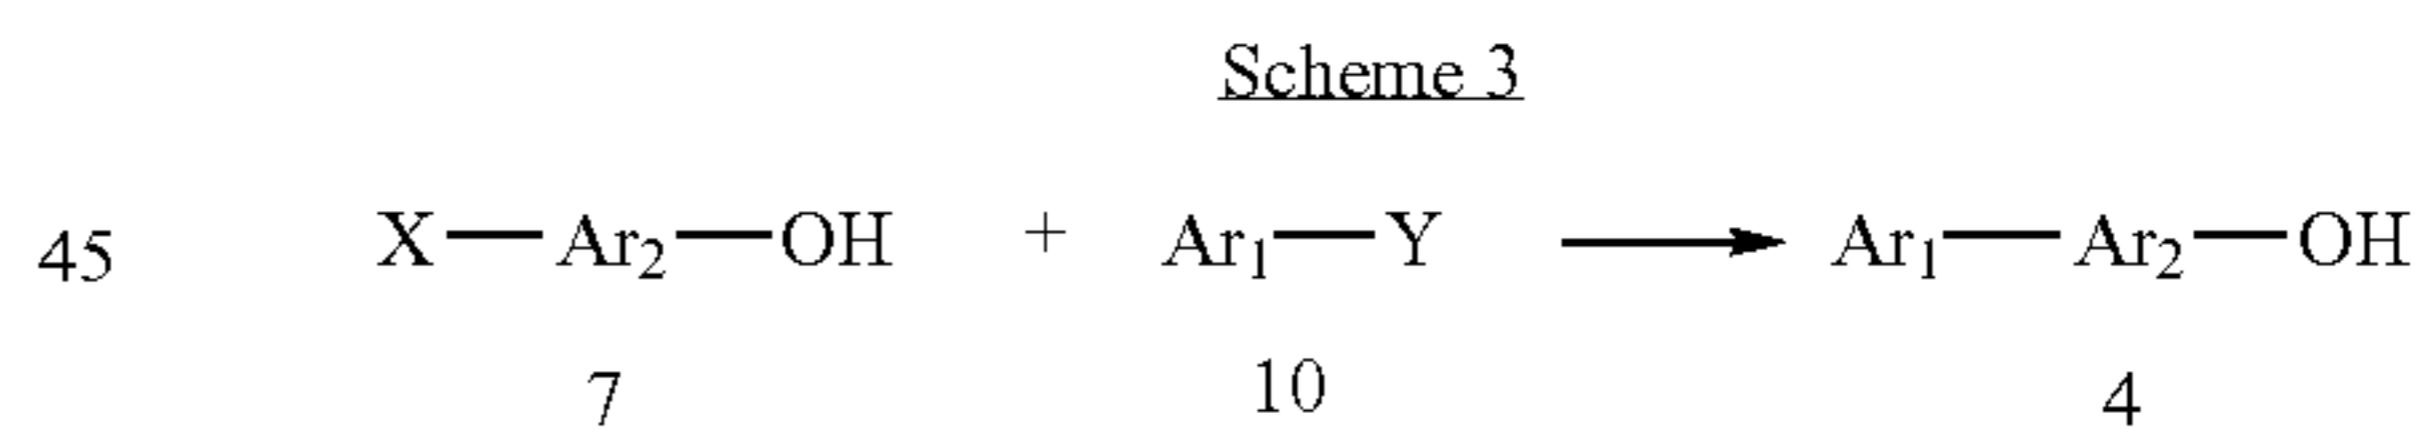 Scheme 3
45 X—Ar2—OH + Ar1—Y Ar1—Ar2—OH
7 10 4